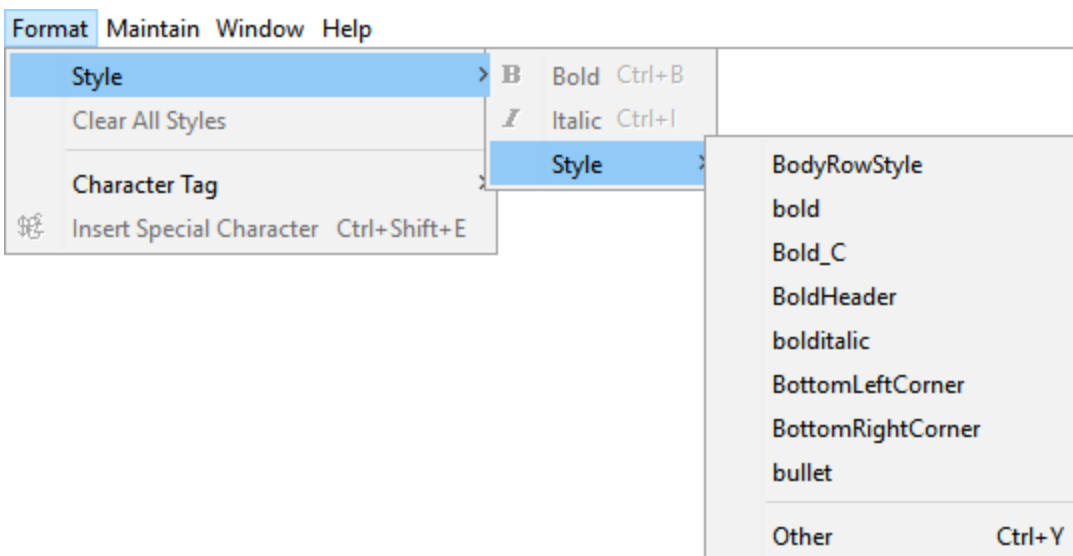 Format Maintain Window Help
Style
Clear All Styles
Character Tag
Insert Special Character Ctrl+Shift+E
B Bold Ctrl+B
I Italic Ctrl+I
Style
BodyRowStyle
bold
Bold_C
BoldHeader
bolditalic
BottomLeftCorner
BottomRightCorner
bullet
Other Ctrl+Y